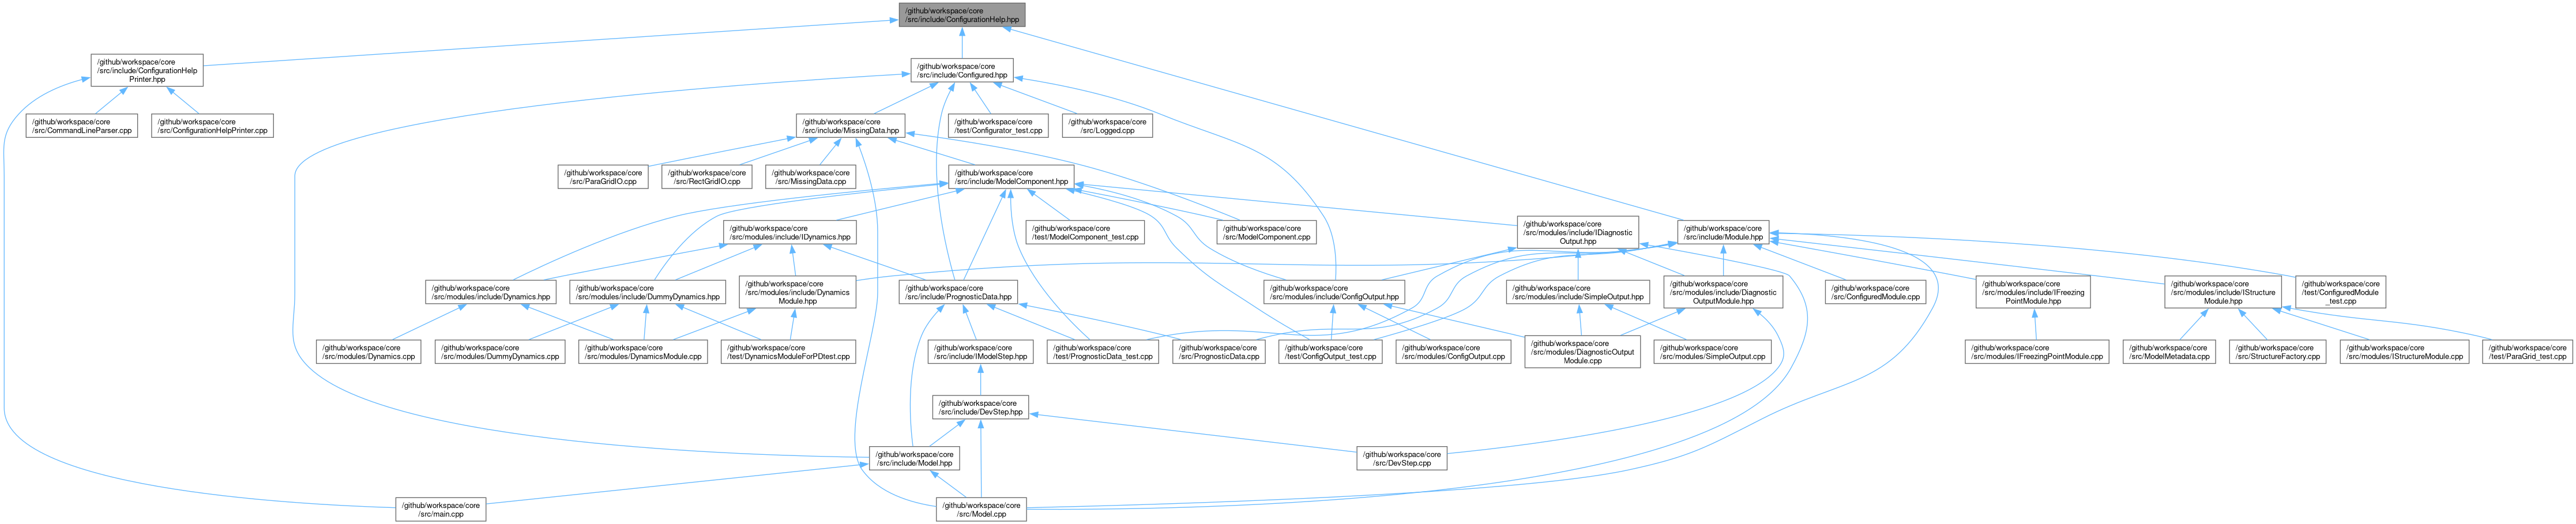 /github/workspace/core
/src/include/ConfigurationHelp.hpp
/github/workspace/core
/src/include/ConfigurationHelp
Printer.hpp
/github/workspace/core
/src/include/Configured.hpp
/github/workspace/core
/src/CommandLineParser.cpp
/github/workspace/core
/src/ConfigurationHelpPrinter.cpp
/github/workspace/core
/src/include/MissingData.hpp
/github/workspace/core
/test/Configurator_test.cpp
/github/workspace/core
/src/Logged.cpp
/github/workspace/core
/src/ParaGridIO.cpp
/github/workspace/core
/src/RectGridIO.cpp
/github/workspace/core
/src/MissingData.cpp
/github/workspace/core
/src/include/ModelComponent.hpp
/github/workspace/core
/src/modules/include/IDynamics.hpp
/github/workspace/core
/test/ModelComponent_test.cpp
/github/workspace/core
/src/ModelComponent.cpp
/github/workspace/core
/src/modules/include/IDiagnostic
Output.hpp
/github/workspace/core
/src/include/Module.hpp
/github/workspace/core
/src/modules/include/Dynamics.hpp
/github/workspace/core
/src/modules/include/DummyDynamics.hpp
/github/workspace/core
/src/modules/include/Dynamics
Module.hpp
/github/workspace/core
/src/include/PrognosticData.hpp
/github/workspace/core
/src/modules/include/ConfigOutput.hpp
/github/workspace/core
/src/modules/include/SimpleOutput.hpp
/github/workspace/core
/src/modules/include/Diagnostic
OutputModule.hpp
/github/workspace/core
/src/ConfiguredModule.cpp
/github/workspace/core
/src/modules/include/IFreezing
PointModule.hpp
/github/workspace/core
/src/modules/include/IStructure
Module.hpp
/github/workspace/core
/test/ConfiguredModule
_test.cpp
/github/workspace/core
/src/modules/Dynamics.cpp
/github/workspace/core
/src/modules/DummyDynamics.cpp
/github/workspace/core
/src/modules/DynamicsModule.cpp
/github/workspace/core
/test/DynamicsModuleForPDtest.cpp
/github/workspace/core
/src/include/IModelStep.hpp
/github/workspace/core
/test/PrognosticData_test.cpp
/github/workspace/core
/src/PrognosticData.cpp
/github/workspace/core
/test/ConfigOutput_test.cpp
/github/workspace/core
/src/modules/ConfigOutput.cpp
/github/workspace/core
/src/modules/DiagnosticOutput
Module.cpp
/github/workspace/core
/src/modules/SimpleOutput.cpp
/github/workspace/core
/src/modules/IFreezingPointModule.cpp
/github/workspace/core
/src/ModelMetadata.cpp
/github/workspace/core
/src/StructureFactory.cpp
/github/workspace/core
/src/modules/IStructureModule.cpp
/github/workspace/core
/test/ParaGrid_test.cpp
/github/workspace/core
/src/include/DevStep.hpp
/github/workspace/core
/src/include/Model.hpp
/github/workspace/core
/src/DevStep.cpp
/github/workspace/core
/src/main.cpp
/github/workspace/core
/src/Model.cpp